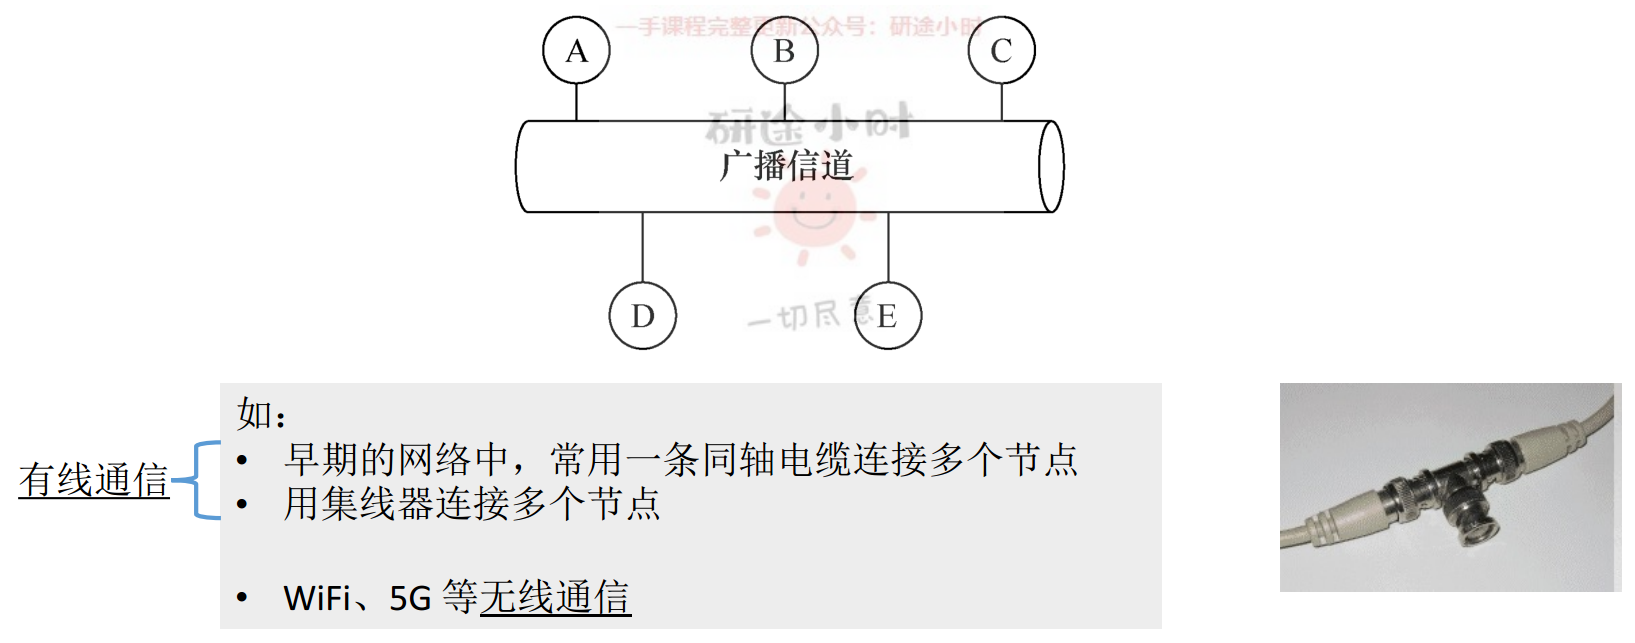 一手课程完整更新公众号：研途小时
A
B
C
研途小时
广播信道
D
一切尽意
E
如：
• 早期的网络中，常用一条同轴电缆连接多个节点
有线通信
• 用集线器连接多个节点
• WiFi、5G 等无线通信